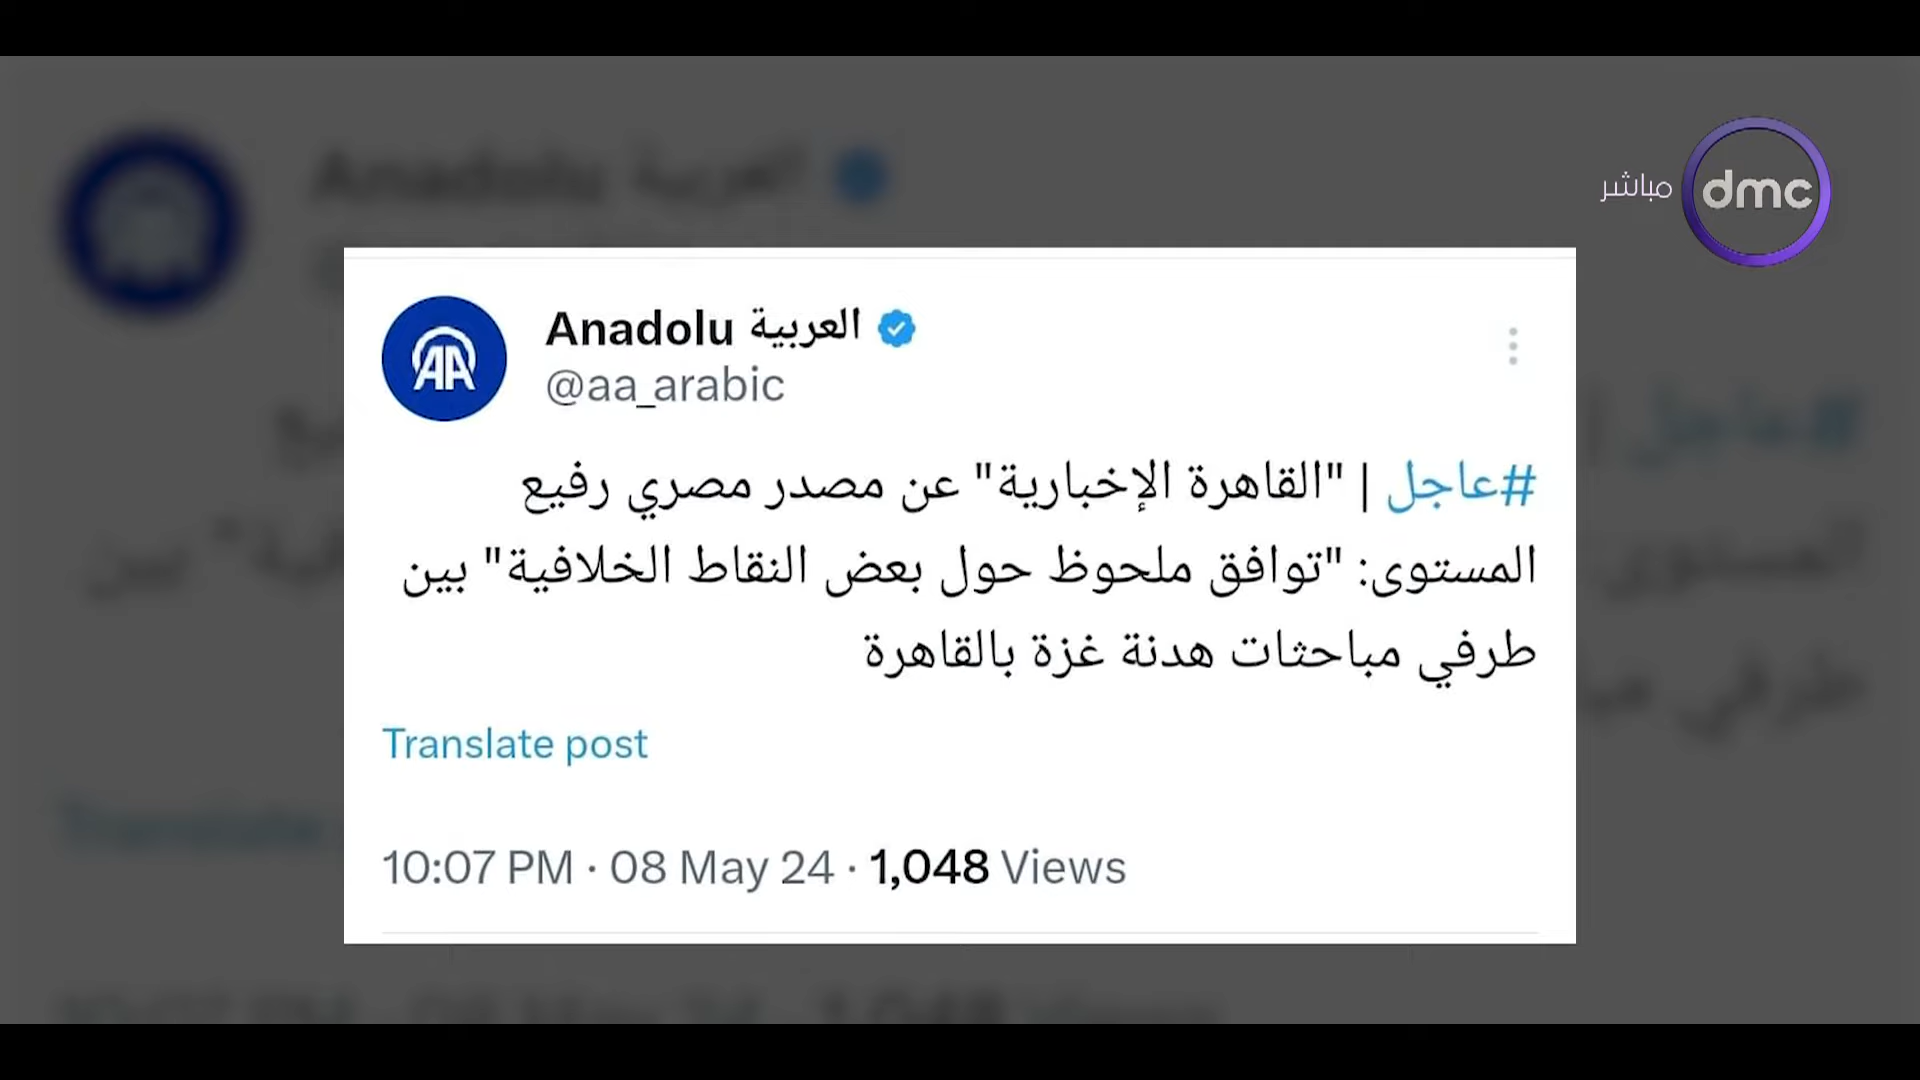 مباشر
dmc
Anadolu العربية
@aa_arabic
#عاجل | "القاهرة الإخبارية" عن مصدر مصري رفيع
المستوى: "توافق ملحوظ حول بعض النقاط الخلافية" بين
طرفي مباحثات هدنة غزة بالقاهرة
Translate post
10:07 PM · 08 May 24 · 1,048 Views